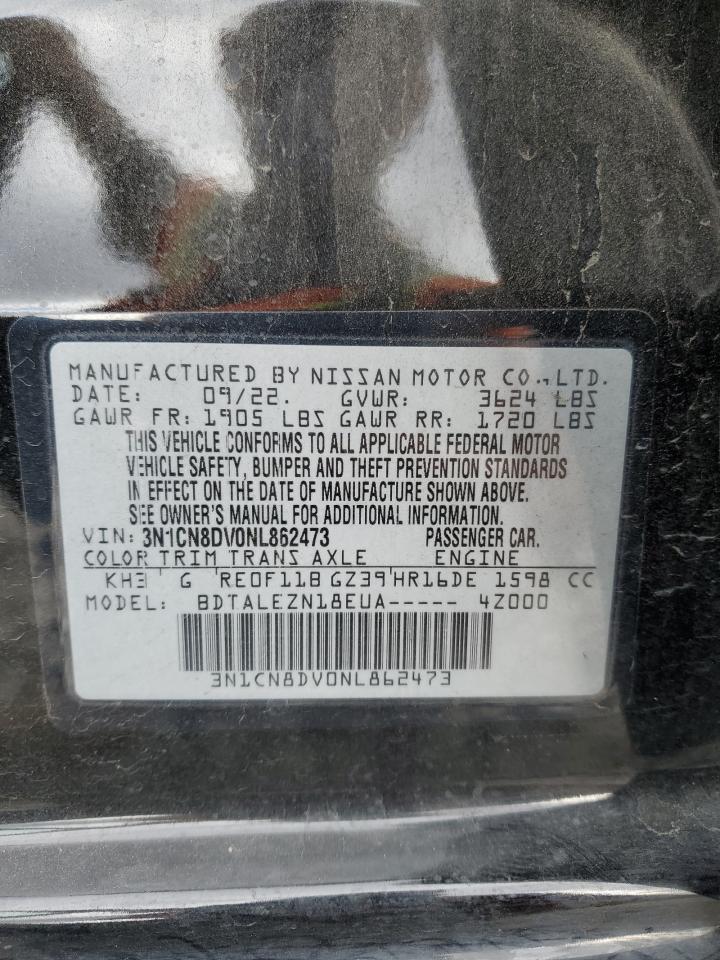 MANUFACTURED BY NISSAN MOTOR CO., LTD.
DATE: 09/22. GVWR: 3624 LBS
GAWR FR: 1905 LBS GAWR RR: 1720 LBS
THIS VEHICLE CONFORMS TO ALL APPLICABLE FEDERAL MOTOR
VEHICLE SAFETY, BUMPER AND THEFT PREVENTION STANDARDS
IN EFFECT ON THE DATE OF MANUFACTURE SHOWN ABOVE.
SEE OWNER'S MANUAL FOR ADDITIONAL INFORMATION.
VIN: 3N1CN8DV0NL862473 PASSENGER CAR.
COLOR TRIM TRANS AXLE ENGINE
KH3 G RE0F11B GZ39 HR16DE 1598 CC
MODEL: BDTALEZN18EUA----- 4Z000
3N1CN8DV0NL862473